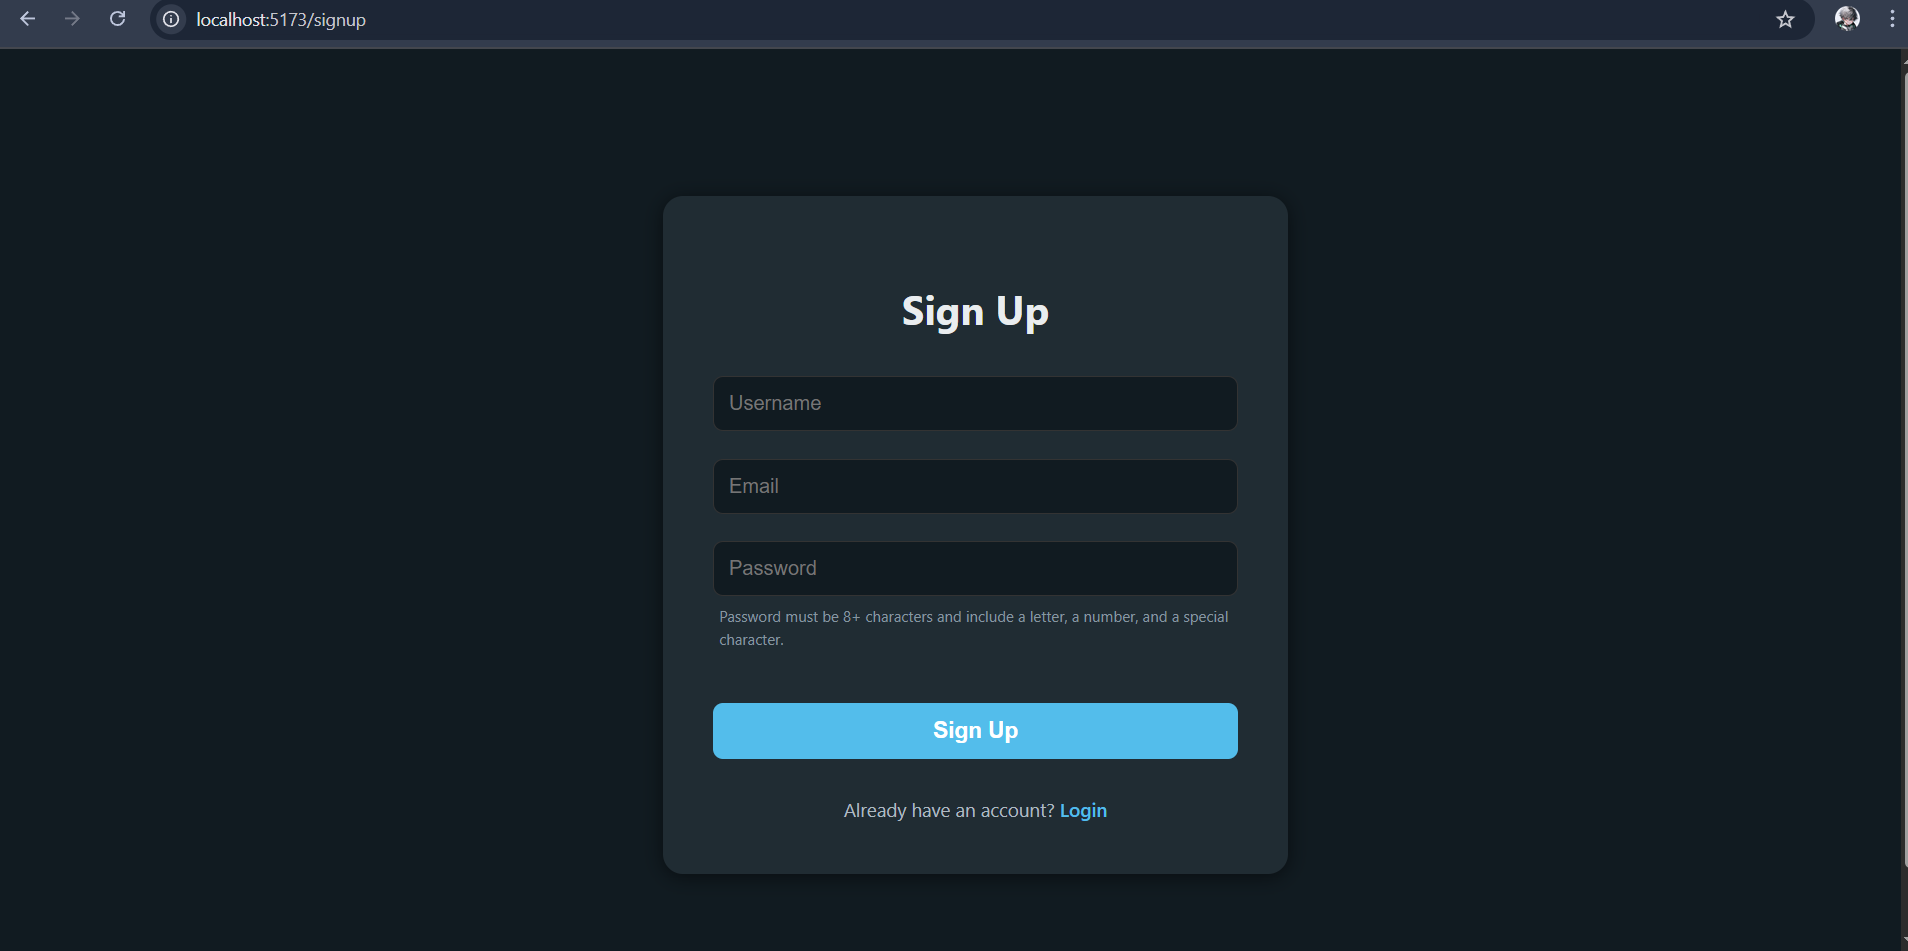 localhost:5173/signup
Sign Up
Username
Email
Password
Password must be 8+ characters and include a letter, a number, and a special
character.
Sign Up
Already have an account? Login